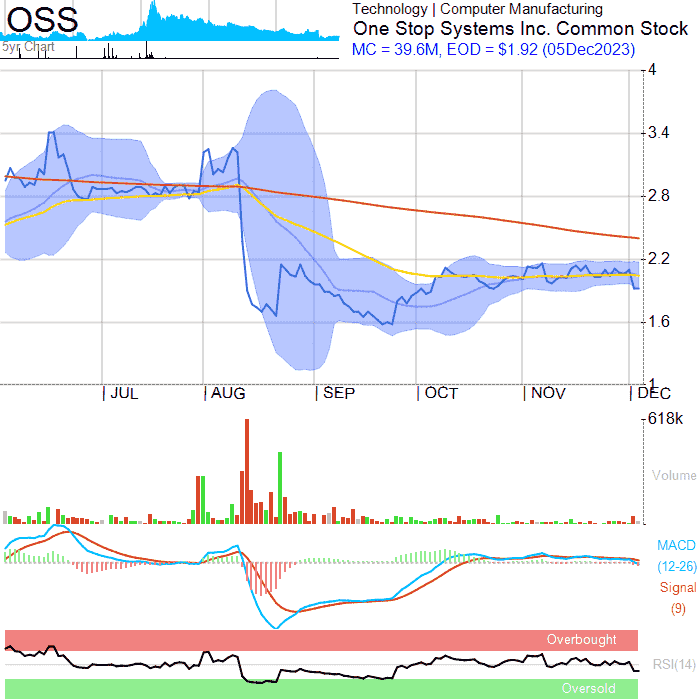 OSS
5yr Chart
Technology | Computer Manufacturing
One Stop Systems Inc. Common Stock
MC = 39.6M, EOD = $1.92 (05Dec2023)
4
3.4
2.8
2.2
1.6
1
JUL AUG SEP OCT NOV DEC
618k
Volume
MACD
(12-26)
Signal
(9)
Overbought
RSI(14)
Oversold